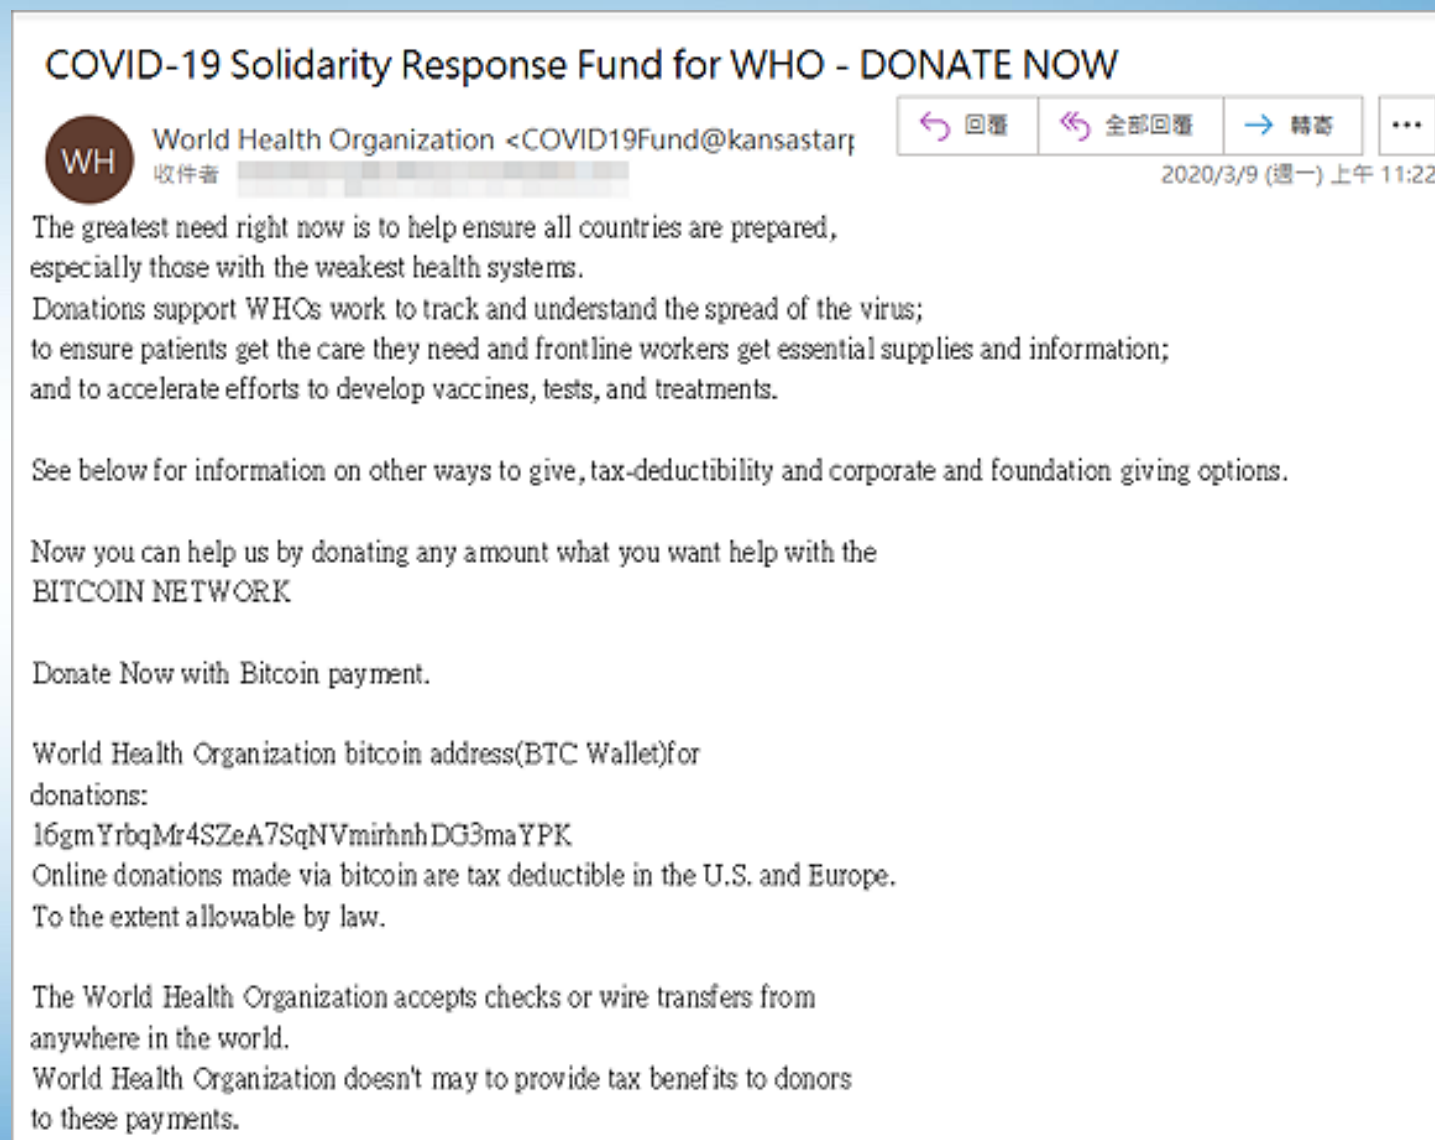 COVID-19 Solidarity Response Fund for WHO - DONATE NOW
WH
World Health Organization <COVID19Fund@kansastarp
回覆
全部回覆
轉寄
...
收件者
2020/3/9 (週一) 上午 11:22
The greatest need right now is to help ensure all countries are prepared,
especially those with the weakest health systems.
Donations support WHOs work to track and understand the spread of the virus;
to ensure patients get the care they need and frontline workers get essential supplies and information;
and to accelerate efforts to develop vaccines, tests, and treatments.
See below for information on other ways to give, tax-deductibility and corporate and foundation giving options.
Now you can help us by donating any amount what you want help with the
BITCOIN NETWORK
Donate Now with Bitcoin payment.
World Health Organization bitcoin address(BTC Wallet)for
donations:
16gmYrbqMr4SZeA7SqNVmirhnhDG3maYPK
Online donations made via bitcoin are tax deductible in the U.S. and Europe.
To the extent allowable by law.
The World Health Organization accepts checks or wire transfers from
anywhere in the world.
World Health Organization doesn't may to provide tax benefits to donors
to these payments.